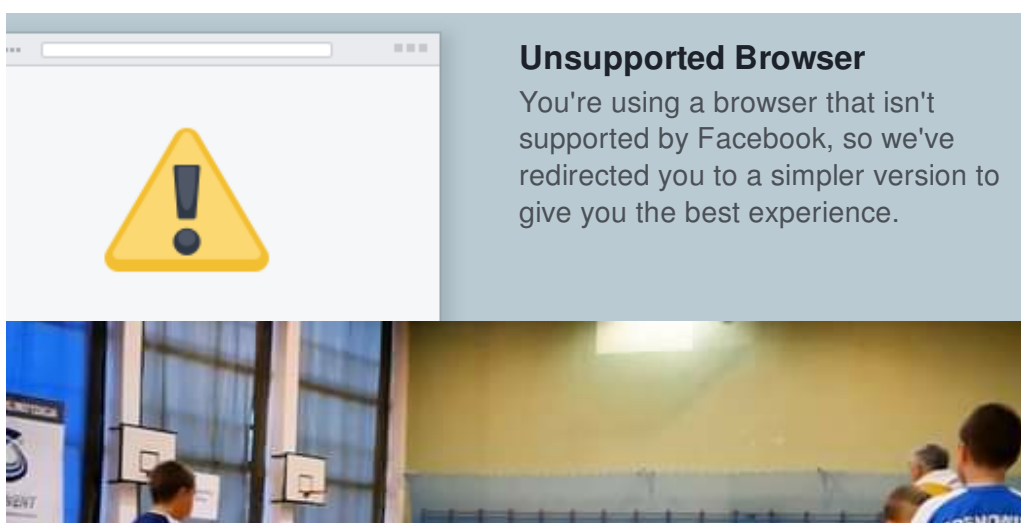 Unsupported Browser
You're using a browser that isn't
supported by Facebook, so we've
redirected you to a simpler version to
give you the best experience.